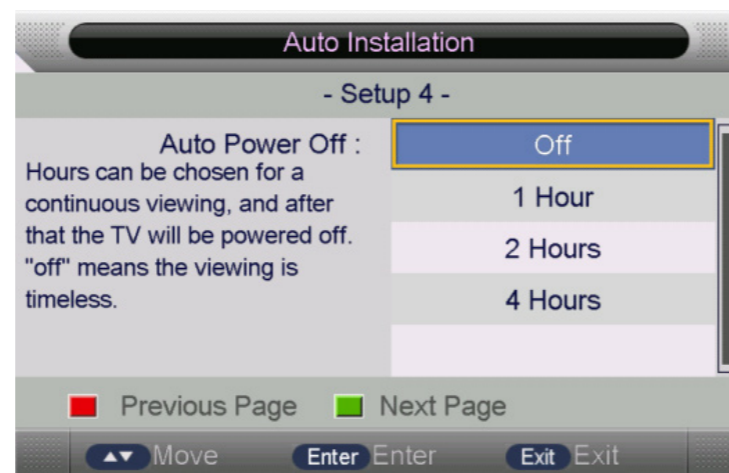 Auto Installation
- Setup 4 -
Auto Power Off :
Hours can be chosen for a
continuous viewing, and after
that the TV will be powered off.
"off" means the viewing is
timeless.
Off
1 Hour
2 Hours
4 Hours
Previous Page Next Page
Move Enter Enter Exit Exit